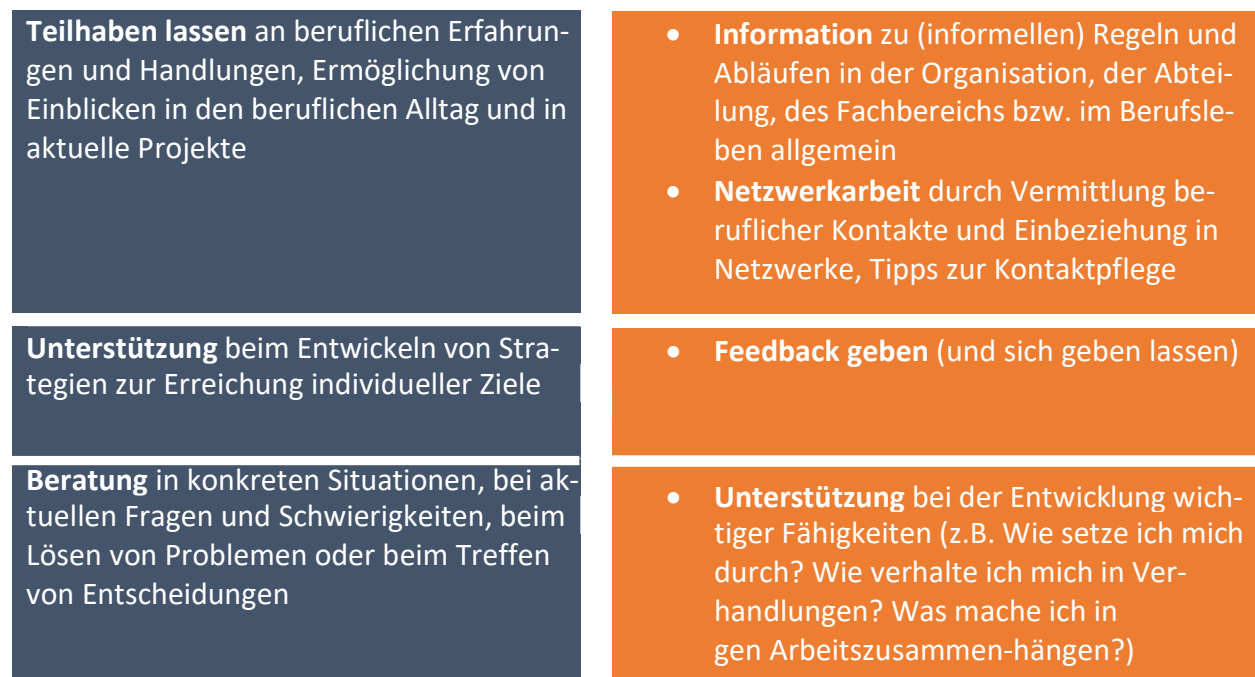 Teilhaben lassen an beruflichen Erfahrun-
gen und Handlungen, Ermöglichung von
Einblicken in den beruflichen Alltag und in
aktuelle Projekte
• Information zu (informellen) Regeln und
Abläufen in der Organisation, der Abtei-
lung, des Fachbereichs bzw. im Berufsle-
ben allgemein
• Netzwerkarbeit durch Vermittlung be-
ruflicher Kontakte und Einbeziehung in
Netzwerke, Tipps zur Kontaktpflege
Unterstützung beim Entwickeln von Stra-
tegien zur Erreichung individueller Ziele
• Feedback geben (und sich geben lassen)
Beratung in konkreten Situationen, bei ak-
tuellen Fragen und Schwierigkeiten, beim
Lösen von Problemen oder beim Treffen
von Entscheidungen
• Unterstützung bei der Entwicklung wich-
tiger Fähigkeiten (z.B. Wie setze ich mich
durch? Wie verhalte ich mich in Ver-
handlungen? Was mache ich in
gen Arbeitszusammen-hängen?)